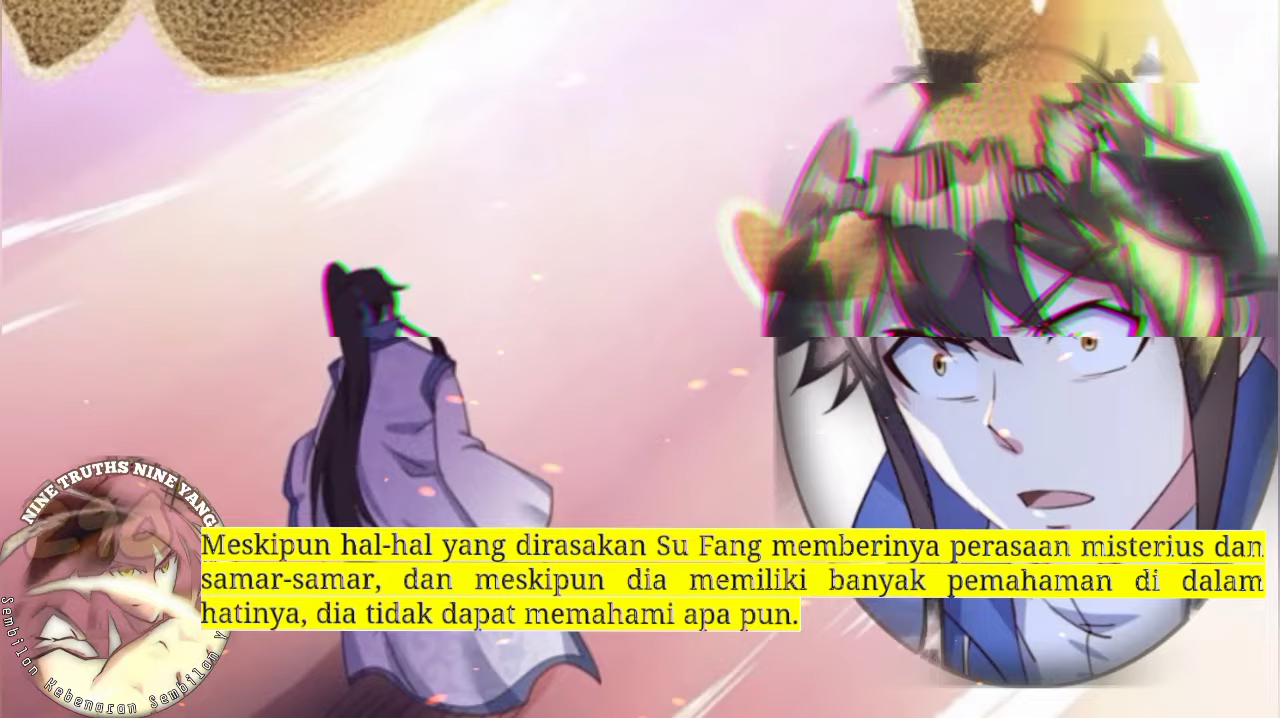 NINE TRUTHS NINE YANG
Meskipun hal-hal yang dirasakan Su Fang memberinya perasaan misterius dan
samar-samar, dan meskipun dia memiliki banyak pemahaman di dalam
hatinya, dia tidak dapat memahami apa pun.
Sembilan Kebenaran Sembilan Y